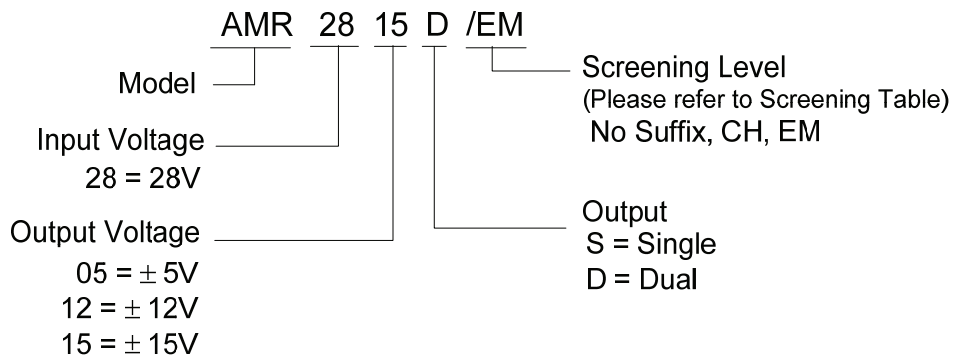 AMR 28 15 D /EM
Model
Input Voltage
28 = 28V
Output Voltage
05 = ± 5V
12 = ± 12V
15 = ± 15V
Screening Level
(Please refer to Screening Table)
No Suffix, CH, EM
Output
S = Single
D = Dual